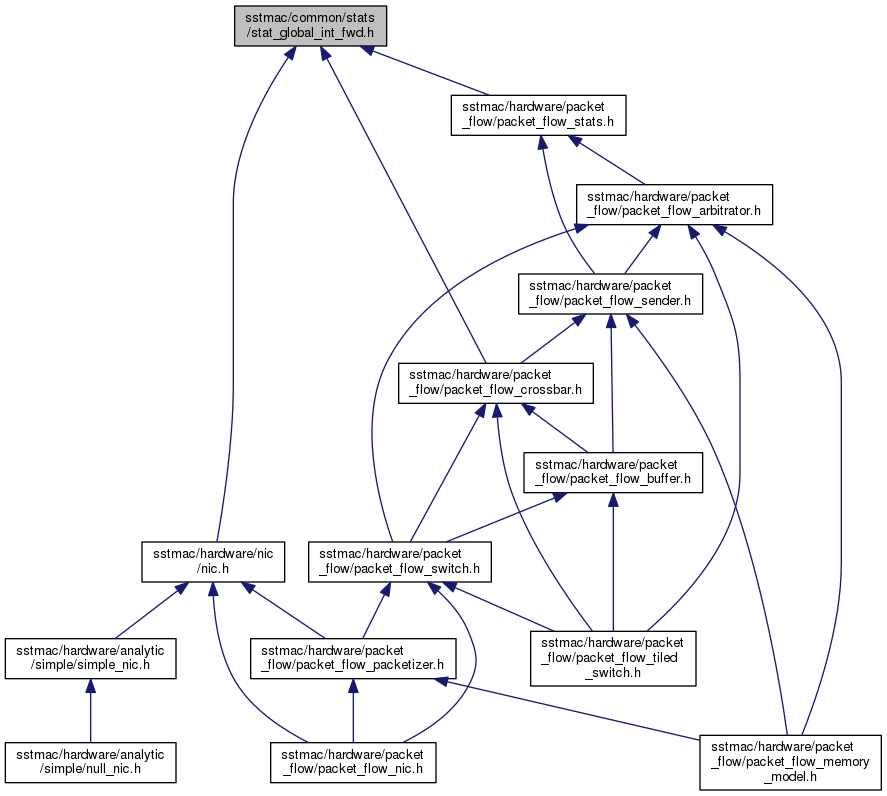 sstmac/common/stats
/stat_global_int_fwd.h
sstmac/hardware/packet
_flow/packet_flow_stats.h
sstmac/hardware/packet
_flow/packet_flow_arbitrator.h
sstmac/hardware/packet
_flow/packet_flow_sender.h
sstmac/hardware/packet
_flow/packet_flow_crossbar.h
sstmac/hardware/packet
_flow/packet_flow_buffer.h
sstmac/hardware/nic
/nic.h
sstmac/hardware/packet
_flow/packet_flow_switch.h
sstmac/hardware/analytic
/simple/simple_nic.h
sstmac/hardware/packet
_flow/packet_flow_packetizer.h
sstmac/hardware/packet
_flow/packet_flow_tiled
_switch.h
sstmac/hardware/analytic
/simple/null_nic.h
sstmac/hardware/packet
_flow/packet_flow_nic.h
sstmac/hardware/packet
_flow/packet_flow_memory
_model.h